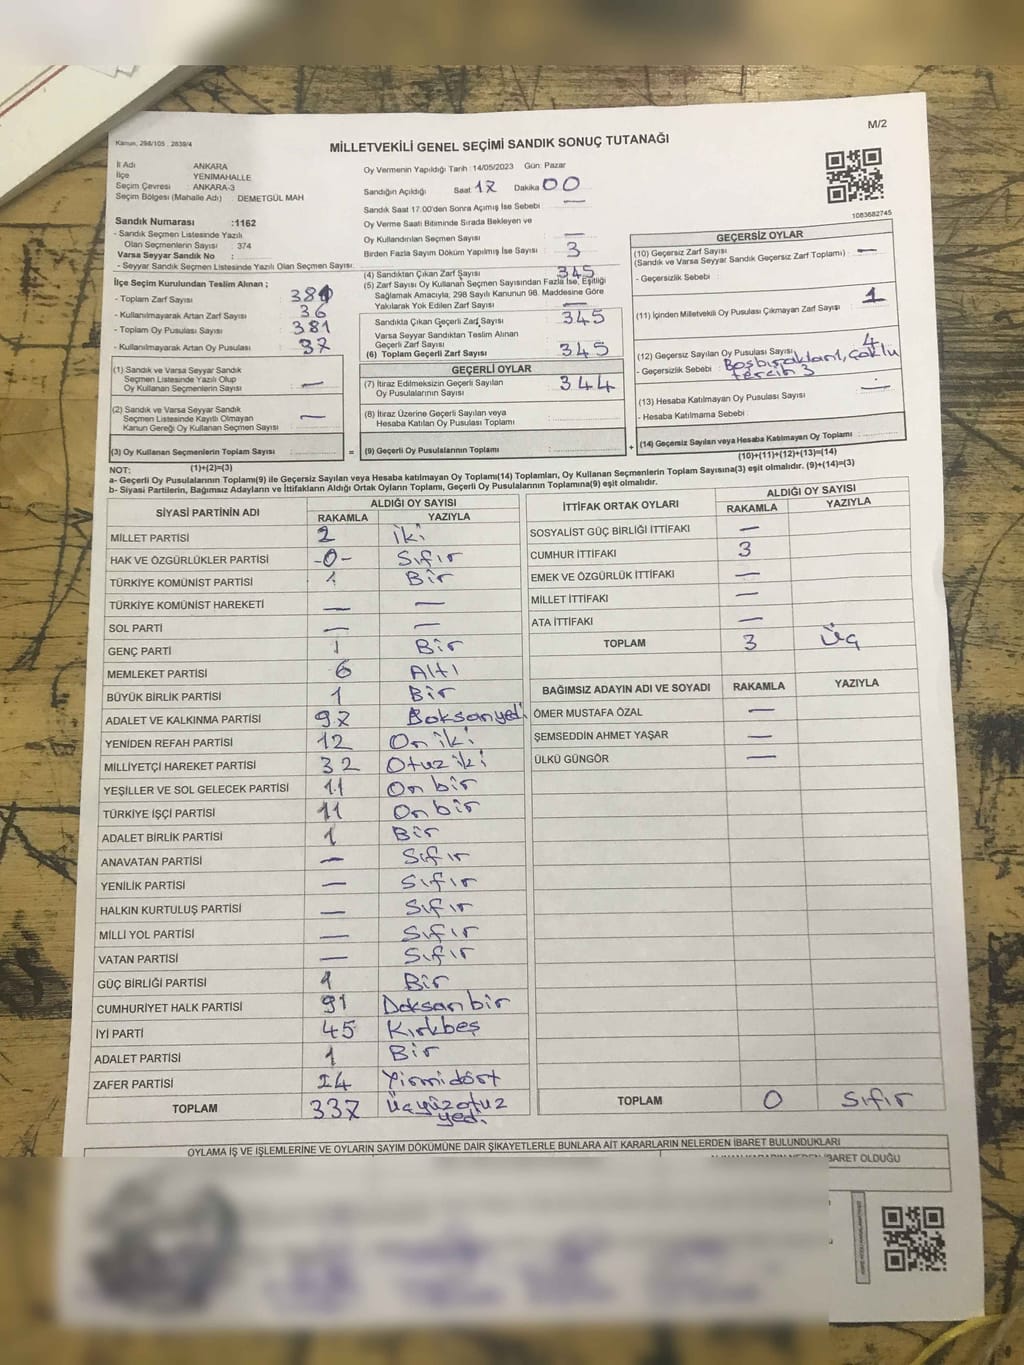 M/2
Kanun, 298/105 , 2839/4
MİLLETVEKİLİ GENEL SEÇİMİ SANDIK SONUÇ TUTANAĞI
İl Adı : ANKARA
İlçe : YENİMAHALLE
Seçim Çevresi : ANKARA-3
Seçim Bölgesi (Mahalle Adı) : DEMETGÜL MAH
Sandık Numarası :1162
- Sandık Seçmen Listesinde Yazılı
Olan Seçmenlerin Sayısı : 374
Varsa Seyyar Sandık No :
- Seyyar Sandık Seçmen Listesinde Yazılı Olan Seçmen Sayısı:
İlçe Seçim Kurulundan Teslim Alınan ;
- Toplam Zarf Sayısı : 381
- Kullanılmayarak Artan Zarf Sayısı : 36
- Toplam Oy Pusulası Sayısı : 381
- Kullanılmayarak Artan Oy Pusulası : 37
(1) Sandık ve Varsa Seyyar Sandık
Seçmen Listesinde Yazılı Olup
Oy Kullanan Seçmenlerin Sayısı : —
(2) Sandık ve Varsa Seyyar Sandık
Seçmen Listesinde Kayıtlı Olmayan
Kanun Gereği Oy Kullanan Seçmen Sayısı : —
(3) Oy Kullanan Seçmenlerin Toplam Sayısı :
Oy Vermenin Yapıldığı Tarih : 14/05/2023 Gün: Pazar
Sandığın Açıldığı Saat 17 Dakika 00
Sandık Saat 17.00'den Sonra Açımış İse Sebebi : —
Oy Verme Saati Bitiminde Sırada Bekleyen ve
Oy Kullandırılan Seçmen Sayısı : —
Birden Fazla Sayım Döküm Yapılmış İse Sayısı : 3
(4) Sandıktan Çıkan Zarf Sayısı : 345
(5) Zarf Sayısı Oy Kullanan Seçmen Sayısından Fazla İse, Eşitliği
Sağlamak Amacıyla, 298 Sayılı Kanunun 98. Maddesine Göre
Yakılarak Yok Edilen Zarf Sayısı : —
Sandıkta Çıkan Geçerli Zarf Sayısı : 345
Varsa Seyyar Sandıktan Teslim Alınan
Geçerli Zarf Sayısı :
(6) Toplam Geçerli Zarf Sayısı : 345
GEÇERLİ OYLAR
(7) İtiraz Edilmeksizin Geçerli Sayılan
Oy Pusulalarının Sayısı : 344
(8) İtiraz Üzerine Geçerli Sayılan veya
Hesaba Katılan Oy Pusulası Toplamı :
= (9) Geçerli Oy Pusulalarının Toplamı :
1083682745
GEÇERSİZ OYLAR
(10) Geçersiz Zarf Sayısı
(Sandık ve Varsa Seyyar Sandık Geçersiz Zarf Toplamı) : —
- Geçersizlik Sebebi :
(11) İçinden Milletvekili Oy Pusulası Çıkmayan Zarf Sayısı : 1
(12) Geçersiz Sayılan Oy Pusulası Sayısı : 4
- Geçersizlik Sebebi : Boş bırakılan 1, çoklu
tercih 3
(13) Hesaba Katılmayan Oy Pusulası Sayısı : —
- Hesaba Katılmama Sebebi :
+ (14) Geçersiz Sayılan veya Hesaba Katılmayan Oy Toplamı :
(1)+(2)=(3)
(10)+(11)+(12)+(13)=(14)
NOT:
a- Geçerli Oy Pusulalarının Toplamı(9) ile Geçersiz Sayılan veya Hesaba katılmayan Oy Toplamı(14) Toplamları, Oy Kullanan Seçmenlerin Toplam Sayısına(3) eşit olmalıdır. (9)+(14)=(3)
b- Siyasi Partilerin, Bağımsız Adayların ve İttifakların Aldığı Ortak Oyların Toplamı, Geçerli Oy Pusulalarının Toplamına(9) eşit olmalıdır.
SİYASİ PARTİNİN ADI ALDIĞI OY SAYISI
RAKAMLA YAZIYLA
MİLLET PARTİSİ 2 iki
HAK VE ÖZGÜRLÜKLER PARTİSİ -0- Sıfır
TÜRKİYE KOMÜNİST PARTİSİ 1 Bir
TÜRKİYE KOMÜNİST HAREKETİ — —
SOL PARTİ — —
GENÇ PARTİ 1 Bir
MEMLEKET PARTİSİ 6 Altı
BÜYÜK BİRLİK PARTİSİ 1 Bir
ADALET VE KALKINMA PARTİSİ 97 Doksanyedi
YENİDEN REFAH PARTİSİ 12 On iki
MİLLİYETÇİ HAREKET PARTİSİ 32 Otuz iki
YEŞİLLER VE SOL GELECEK PARTİSİ 11 On bir
TÜRKİYE İŞÇİ PARTİSİ 11 On bir
ADALET BİRLİK PARTİSİ 1 Bir
ANAVATAN PARTİSİ — Sıfır
YENİLİK PARTİSİ — Sıfır
HALKIN KURTULUŞ PARTİSİ — Sıfır
MİLLİ YOL PARTİSİ — Sıfır
VATAN PARTİSİ — Sıfır
GÜÇ BİRLİĞİ PARTİSİ 1 Bir
CUMHURİYET HALK PARTİSİ 91 Doksan bir
İYİ PARTİ 45 Kırkbeş
ADALET PARTİSİ 1 Bir
ZAFER PARTİSİ 24 Yirmidört
TOPLAM 337 Üçyüzotuz
yedi
İTTİFAK ORTAK OYLARI ALDIĞI OY SAYISI
RAKAMLA YAZIYLA
SOSYALİST GÜÇ BİRLİĞİ İTTİFAKI —
CUMHUR İTTİFAKI 3
EMEK VE ÖZGÜRLÜK İTTİFAKI —
MİLLET İTTİFAKI —
ATA İTTİFAKI —
TOPLAM 3 Üç
BAĞIMSIZ ADAYIN ADI VE SOYADI RAKAMLA YAZIYLA
ÖMER MUSTAFA ÖZAL —
ŞEMSEDDİN AHMET YAŞAR —
ÜLKÜ GÜNGÖR —
TOPLAM 0 Sıfır
OYLAMA İŞ VE İŞLEMLERİNE VE OYLARIN SAYIM DÖKÜMÜNE DAİR ŞİKAYETLERLE BUNLARA AİT KARARLARIN NELERDEN İBARET BULUNDUKLARI
İBARET OLDUĞU